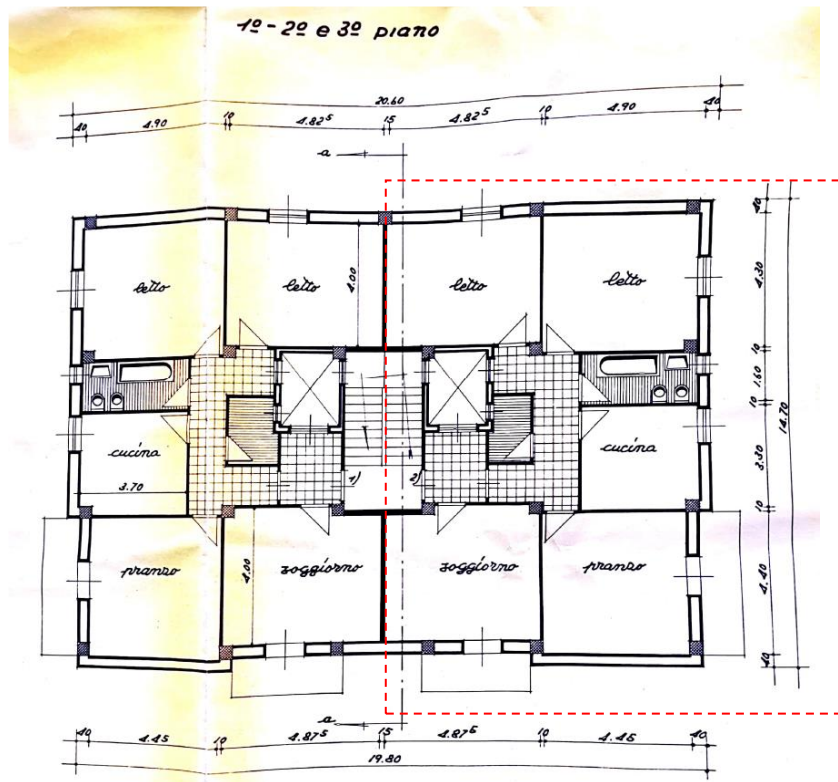 1º - 2º e 3º piano
20.60
40 4.90 10 4.82⁵ 15 4.82⁵ 10 4.90 40
a
letto letto letto letto
4.00
40
4.30
10
1.60
10
3.30
10
4.40
40
14.70
cucina cucina
3.70
1) 2)
pranzo soggiorno soggiorno pranzo
4.00
a
40 4.45 10 4.87⁵ 15 4.87⁵ 10 4.45 40
19.80